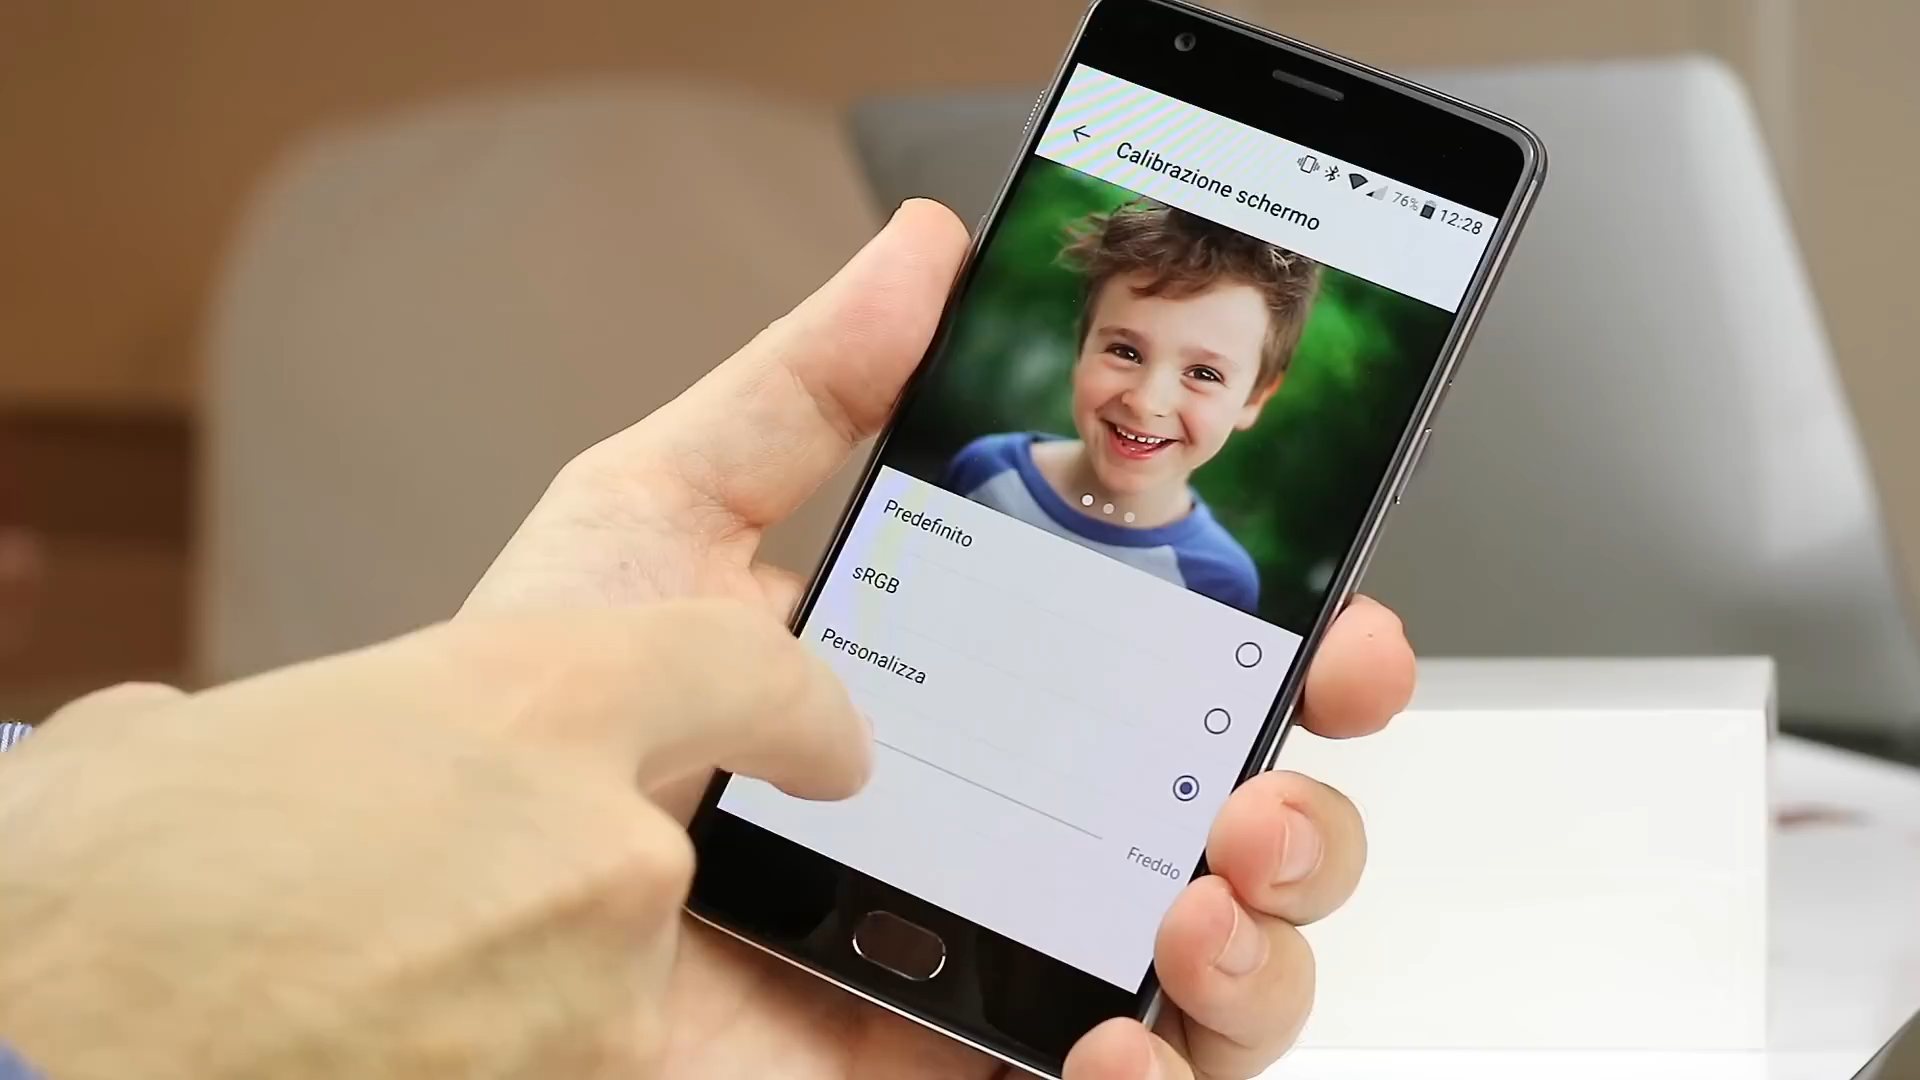 76% 12:28
Calibrazione schermo
Predefinito
sRGB
Personalizza
Freddo